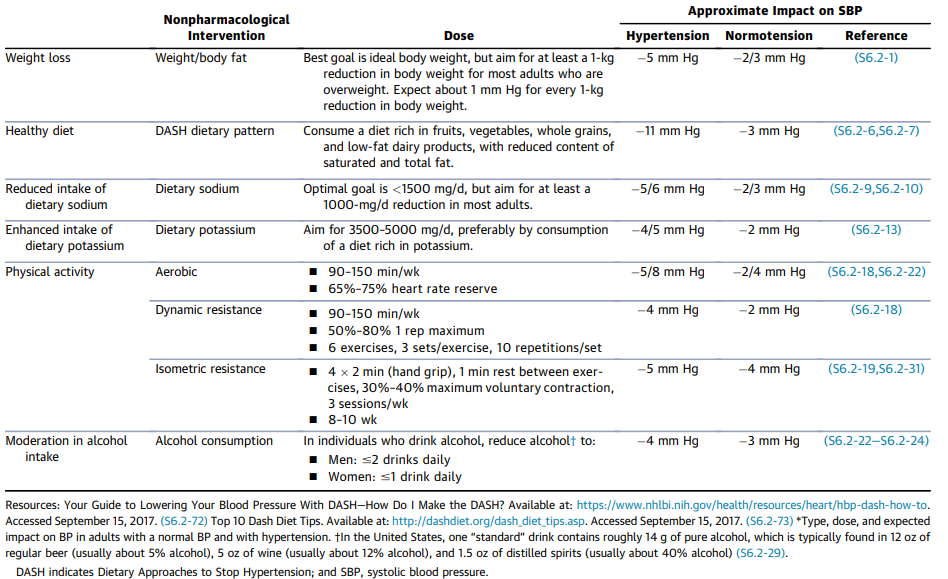 Approximate Impact on SBP
Nonpharmacological
Intervention Dose Hypertension Normotension Reference
Weight loss Weight/body fat Best goal is ideal body weight, but aim for at least a 1-kg −5 mm Hg −2/3 mm Hg (S6.2-1)
reduction in body weight for most adults who are
overweight. Expect about 1 mm Hg for every 1-kg
reduction in body weight.
Healthy diet DASH dietary pattern Consume a diet rich in fruits, vegetables, whole grains, −11 mm Hg −3 mm Hg (S6.2-6,S6.2-7)
and low-fat dairy products, with reduced content of
saturated and total fat.
Reduced intake of Dietary sodium Optimal goal is <1500 mg/d, but aim for at least a −5/6 mm Hg −2/3 mm Hg (S6.2-9,S6.2-10)
dietary sodium 1000-mg/d reduction in most adults.
Enhanced intake of Dietary potassium Aim for 3500–5000 mg/d, preferably by consumption −4/5 mm Hg −2 mm Hg (S6.2-13)
dietary potassium of a diet rich in potassium.
Physical activity Aerobic ■ 90–150 min/wk −5/8 mm Hg −2/4 mm Hg (S6.2-18,S6.2-22)
■ 65%–75% heart rate reserve
Dynamic resistance ■ 90–150 min/wk −4 mm Hg −2 mm Hg (S6.2-18)
■ 50%–80% 1 rep maximum
■ 6 exercises, 3 sets/exercise, 10 repetitions/set
Isometric resistance ■ 4 × 2 min (hand grip), 1 min rest between exer- −5 mm Hg −4 mm Hg (S6.2-19,S6.2-31)
cises, 30%–40% maximum voluntary contraction,
3 sessions/wk
■ 8–10 wk
Moderation in alcohol Alcohol consumption In individuals who drink alcohol, reduce alcohol† to: −4 mm Hg −3 mm Hg (S6.2-22–S6.2-24)
intake ■ Men: ≤2 drinks daily
■ Women: ≤1 drink daily
Resources: Your Guide to Lowering Your Blood Pressure With DASH—How Do I Make the DASH? Available at: https://www.nhlbi.nih.gov/health/resources/heart/hbp-dash-how-to.
Accessed September 15, 2017. (S6.2-72) Top 10 Dash Diet Tips. Available at: http://dashdiet.org/dash_diet_tips.asp. Accessed September 15, 2017. (S6.2-73) *Type, dose, and expected
impact on BP in adults with a normal BP and with hypertension. †In the United States, one “standard” drink contains roughly 14 g of pure alcohol, which is typically found in 12 oz of
regular beer (usually about 5% alcohol), 5 oz of wine (usually about 12% alcohol), and 1.5 oz of distilled spirits (usually about 40% alcohol) (S6.2-29).
DASH indicates Dietary Approaches to Stop Hypertension; and SBP, systolic blood pressure.